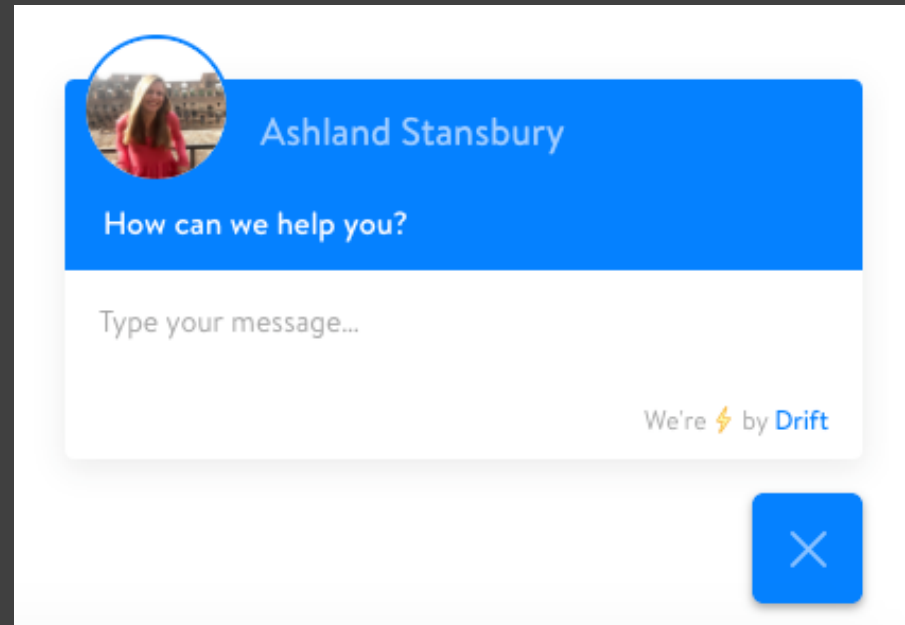 Ashland Stansbury
How can we help you?
Type your message...
We're ⚡ by Drift